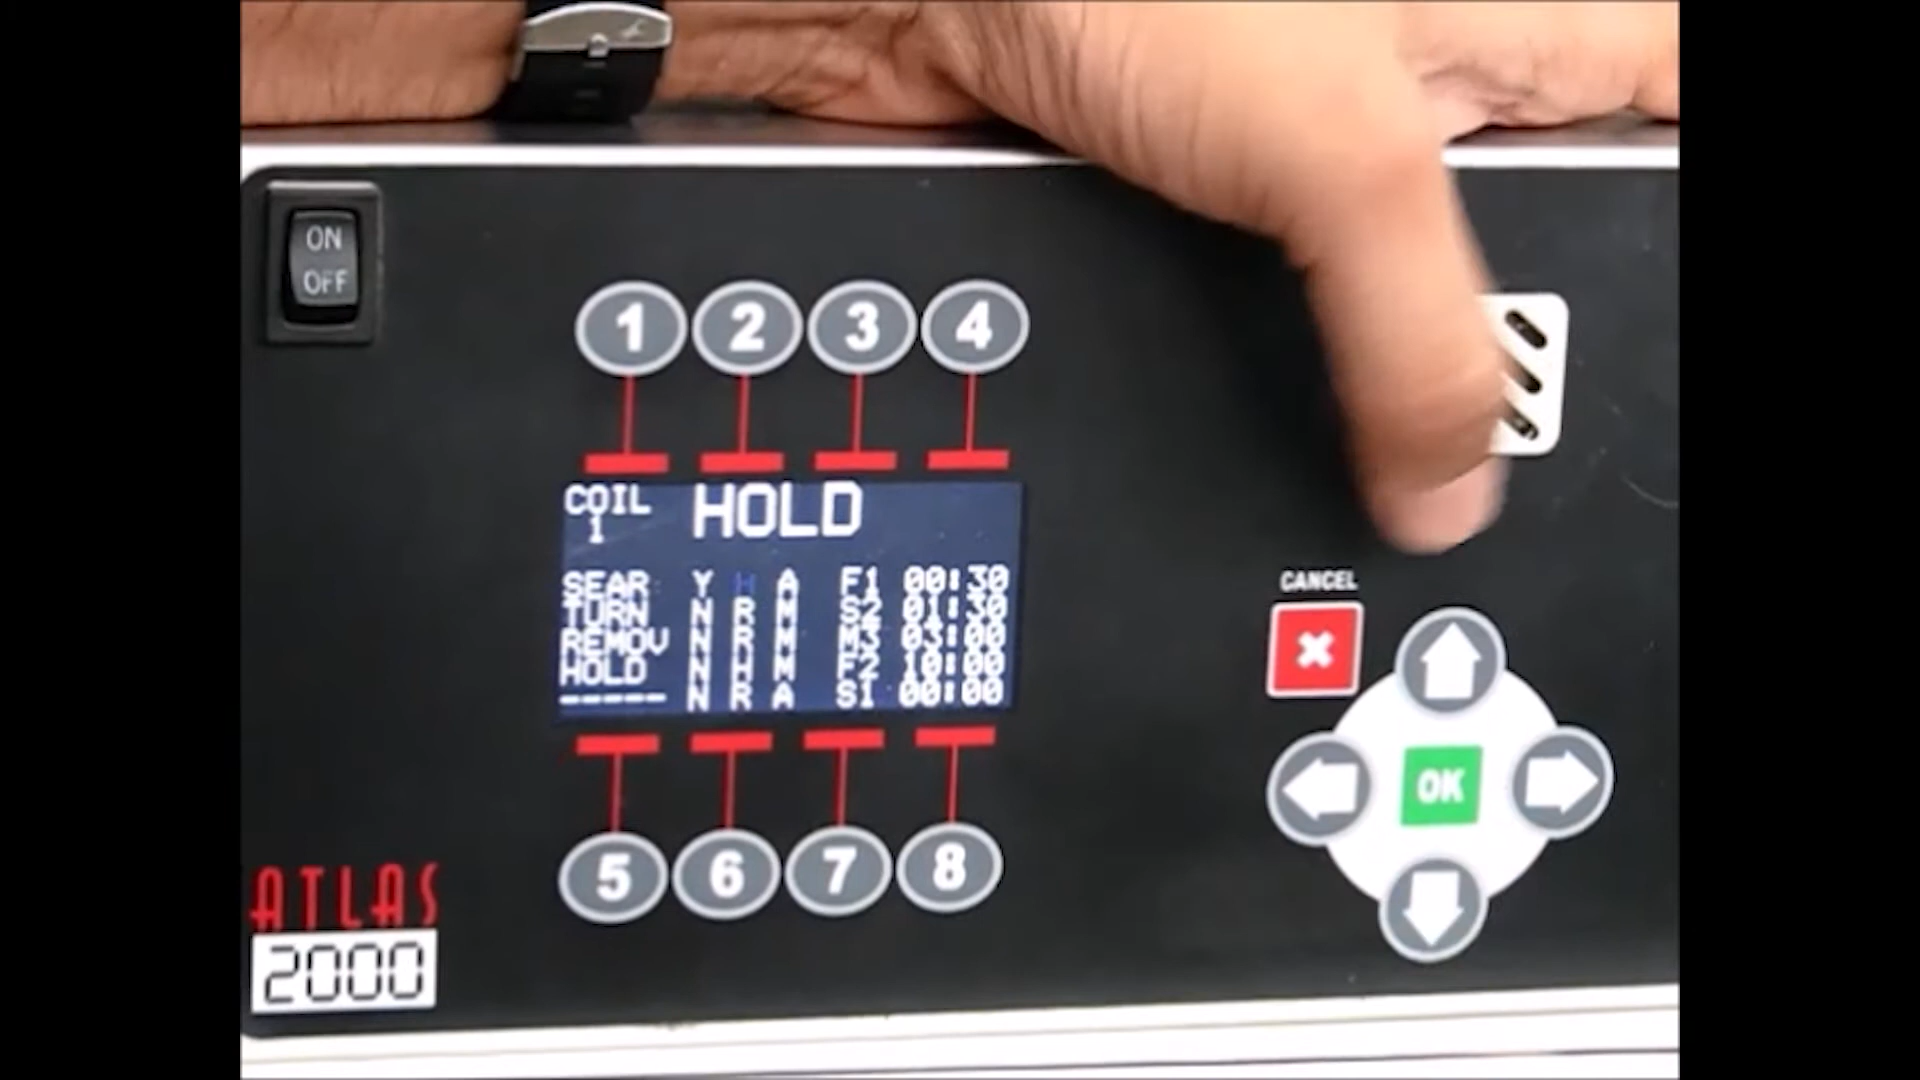 ON
OFF
1 2 3 4
COIL HOLD
1
SEAR Y H A F1 00:30
TURN N R M S2 01:30
REMOV N R M M3 03:00
HOLD N H M F2 10:00
----- N R A S1 00:00
5 6 7 8
CANCEL
OK
ATLAS
2000